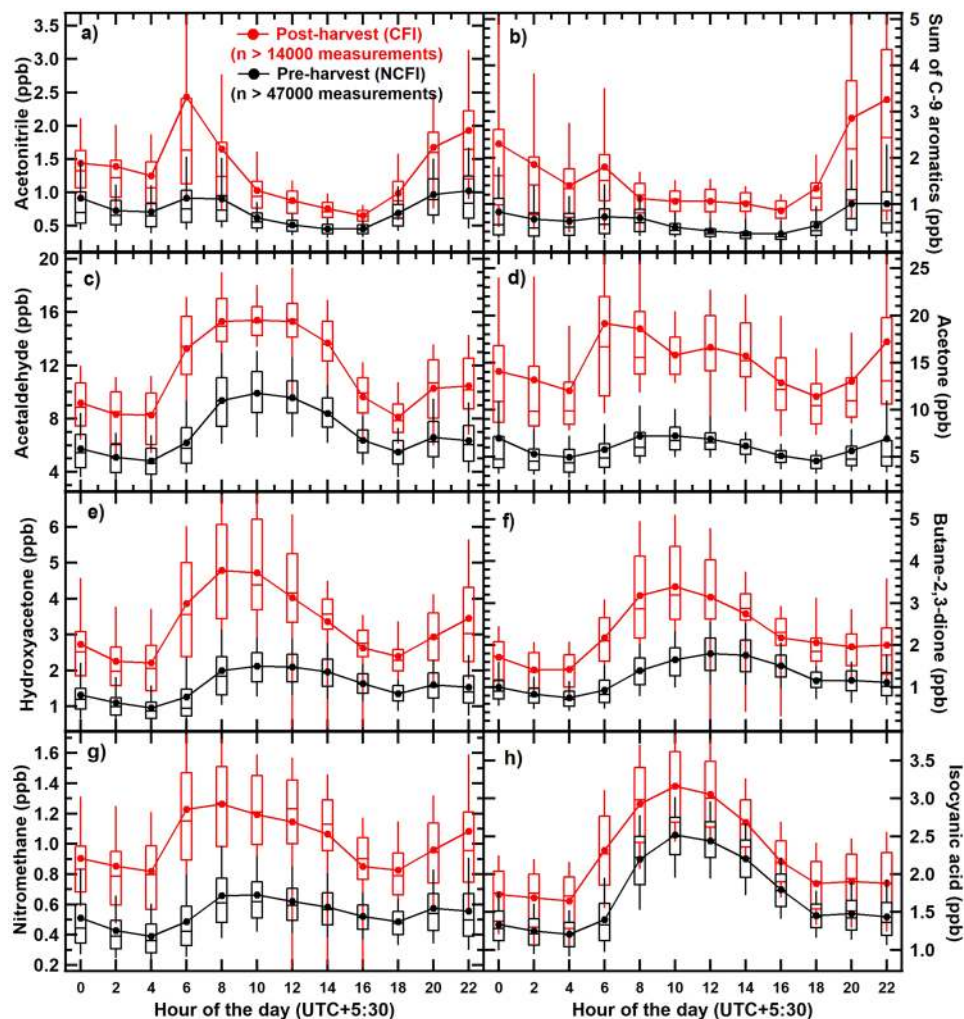 a)
Post-harvest (CFI)
(n > 14000 measurements)
Pre-harvest (NCFI)
(n > 47000 measurements)
Acetonitrile (ppb)
3.5
3.0
2.5
2.0
1.5
1.0
0.5
b)
Sum of C-9 aromatics (ppb)
5
4
3
2
1
c)
Acetaldehyde (ppb)
20
16
12
8
4
d)
Acetone (ppb)
25
20
15
10
5
e)
Hydroxyacetone (ppb)
6
5
4
3
2
1
f)
Butane-2,3-dione (ppb)
5
4
3
2
1
g)
Nitromethane (ppb)
1.6
1.4
1.2
1.0
0.8
0.6
0.4
0.2
h)
Isocyanic acid (ppb)
3.5
3.0
2.5
2.0
1.5
1.0
0 2 4 6 8 10 12 14 16 18 20 22
0 2 4 6 8 10 12 14 16 18 20 22
Hour of the day (UTC+5:30)
Hour of the day (UTC+5:30)